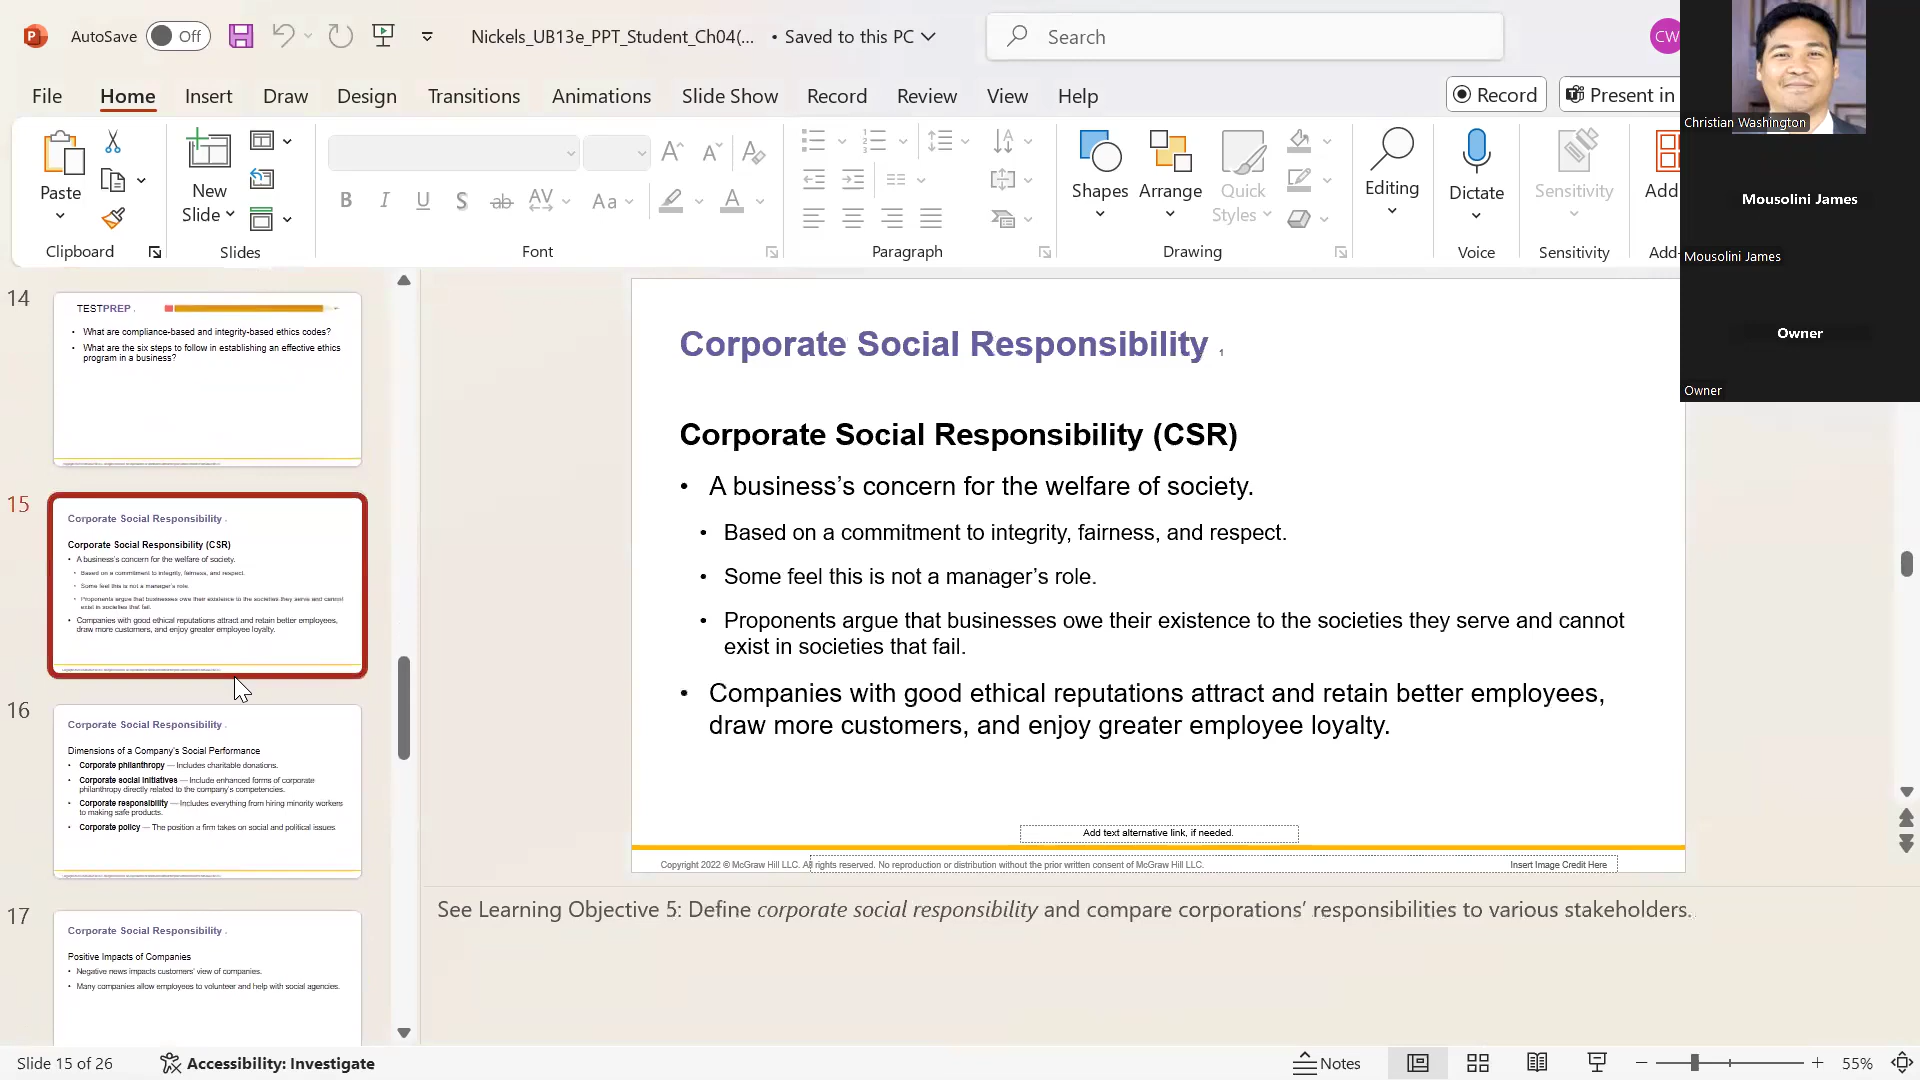 AutoSave Off Nickels_UB13e_PPT_Student_Ch04(... • Saved to this PC Search CW
File Home Insert Draw Design Transitions Animations Slide Show Record Review View Help Record Present in
Paste New Slide B I U S ab AV Aa A Shapes Arrange Quick Styles Editing Dictate Sensitivity Add
Clipboard Slides Font Paragraph Drawing Voice Sensitivity Add-
Christian Washington
Mousolini James
Mousolini James
Owner
Owner
14
TESTPREP
• What are compliance-based and integrity-based ethics codes?
• What are the six steps to follow in establishing an effective ethics
program in a business?
15
Corporate Social Responsibility
Corporate Social Responsibility (CSR)
• A business's concern for the welfare of society.
• Based on a commitment to integrity, fairness, and respect.
• Some feel this is not a manager's role.
• Proponents argue that businesses owe their existence to the societies they serve and cannot
exist in societies that fail.
• Companies with good ethical reputations attract and retain better employees,
draw more customers, and enjoy greater employee loyalty.
16
Corporate Social Responsibility
Dimensions of a Company's Social Performance
• Corporate philanthropy — Includes charitable donations.
• Corporate social initiatives — Include enhanced forms of corporate
philanthropy directly related to the company's competencies.
• Corporate responsibility — Includes everything from hiring minority workers
to making safe products.
• Corporate policy — The position a firm takes on social and political issues
17
Corporate Social Responsibility
Positive Impacts of Companies
• Negative news impacts customers' view of companies.
• Many companies allow employees to volunteer and help with social agencies.
Corporate Social Responsibility 1
Corporate Social Responsibility (CSR)
• A business’s concern for the welfare of society.
• Based on a commitment to integrity, fairness, and respect.
• Some feel this is not a manager’s role.
• Proponents argue that businesses owe their existence to the societies they serve and cannot
exist in societies that fail.
• Companies with good ethical reputations attract and retain better employees,
draw more customers, and enjoy greater employee loyalty.
Add text alternative link, if needed.
Copyright 2022 © McGraw Hill LLC. All rights reserved. No reproduction or distribution without the prior written consent of McGraw Hill LLC. Insert Image Credit Here
See Learning Objective 5: Define corporate social responsibility and compare corporations’ responsibilities to various stakeholders.
Slide 15 of 26 Accessibility: Investigate Notes 55%